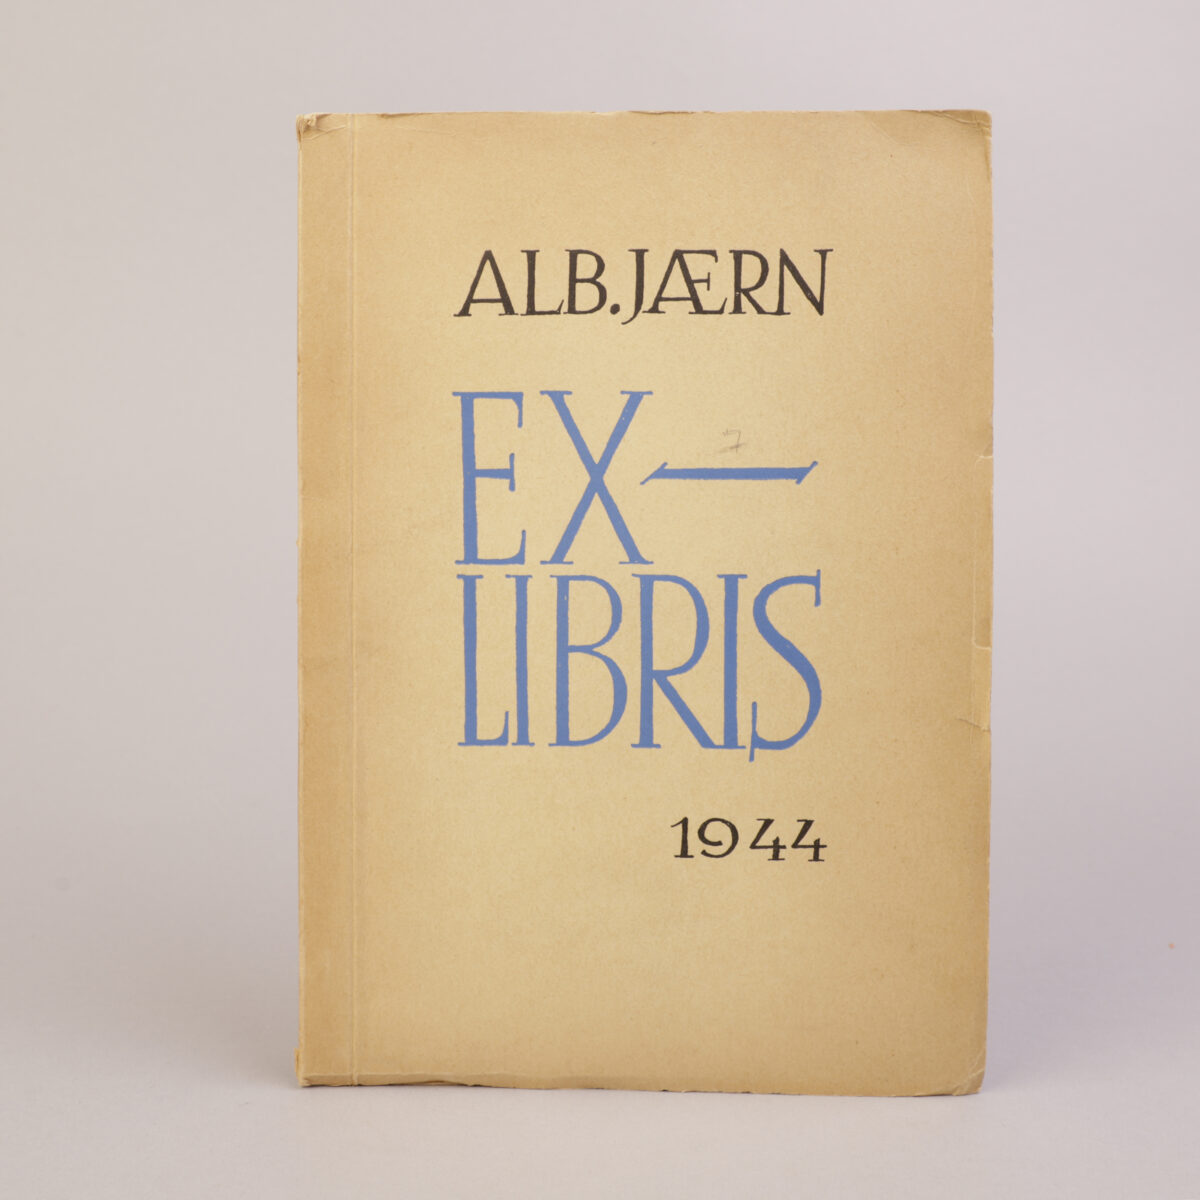 ALB. JÆRN
EX—
LIBRIS
1944